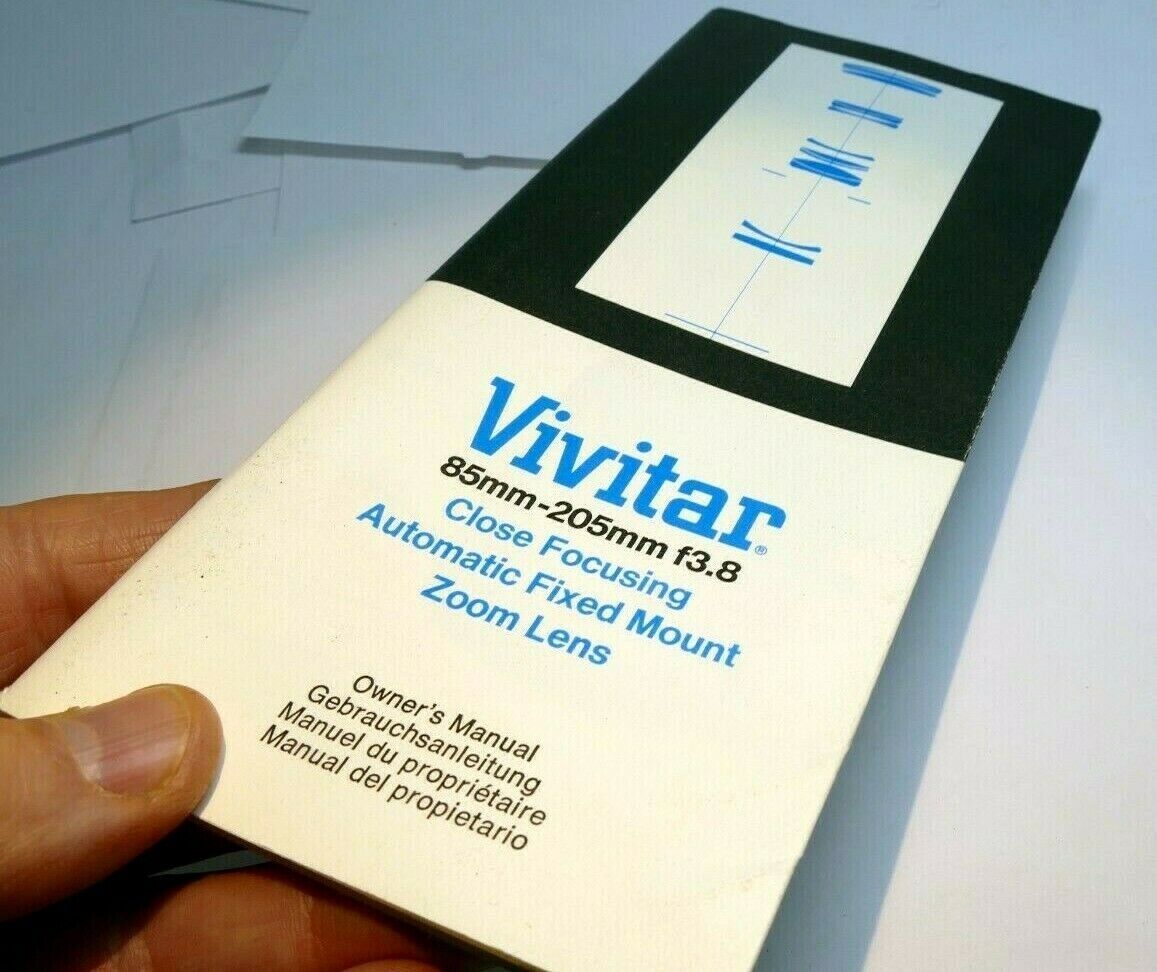 Vivitar®
85mm-205mm f3.8
Close Focusing
Automatic Fixed Mount
Zoom Lens
Owner's Manual
Gebrauchsanleitung
Manuel du propriétaire
Manual del propietario